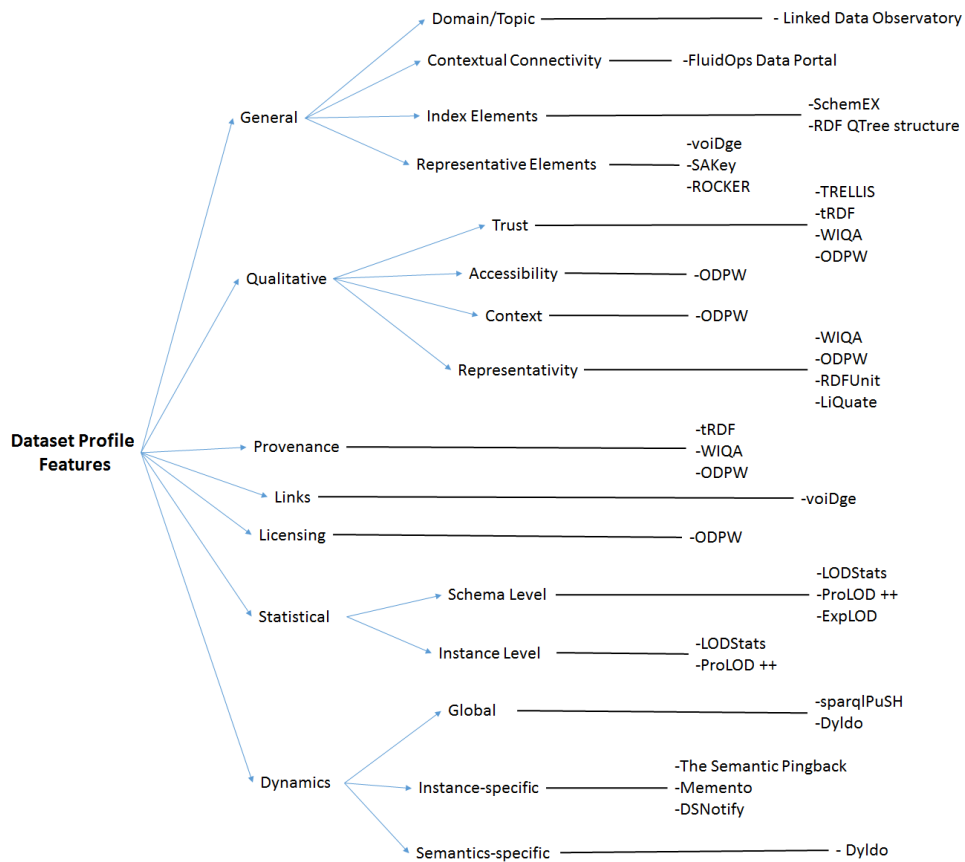 Domain/Topic
- Linked Data Observatory
Contextual Connectivity
-FluidOps Data Portal
General
Index Elements
-SchemEX
-RDF QTree structure
Representative Elements
-voiDge
-SAKey
-ROCKER
Qualitative
Trust
-TRELLIS
-tRDF
-WIQA
-ODPW
Accessibility
-ODPW
Context
-ODPW
Representativity
-WIQA
-ODPW
-RDFUnit
-LiQuate
Dataset Profile
Features
Provenance
-tRDF
-WIQA
-ODPW
Links
-voiDge
Licensing
-ODPW
Statistical
Schema Level
-LODStats
-ProLOD ++
-ExpLOD
Instance Level
-LODStats
-ProLOD ++
Dynamics
Global
-sparqlPuSH
-Dyldo
Instance-specific
-The Semantic Pingback
-Memento
-DSNotify
Semantics-specific
- Dyldo